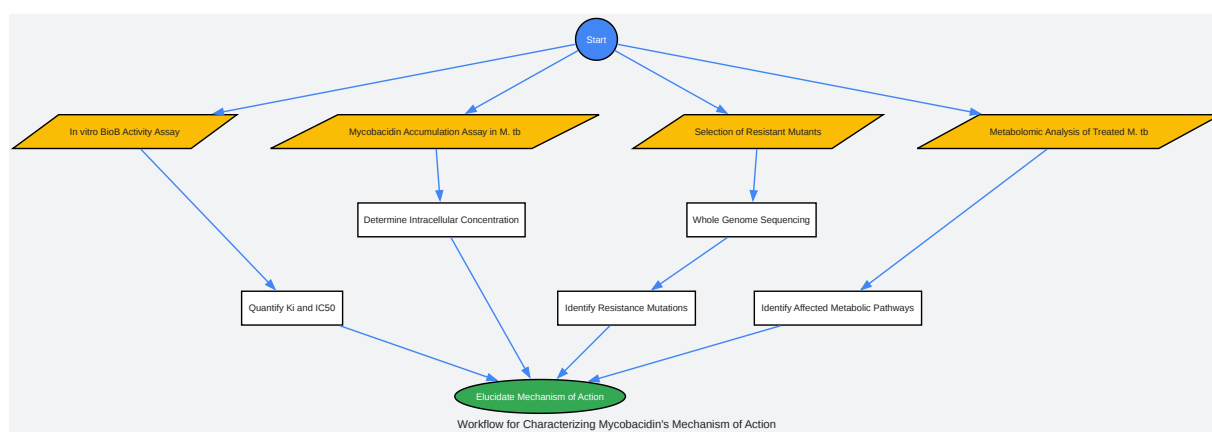 Start
In vitro BioB Activity Assay
Mycobacidin Accumulation Assay in M. tb
Selection of Resistant Mutants
Metabolomic Analysis of Treated M. tb
Determine Intracellular Concentration
Whole Genome Sequencing
Quantify Ki and IC50
Identify Resistance Mutations
Identify Affected Metabolic Pathways
Elucidate Mechanism of Action
Workflow for Characterizing Mycobacidin's Mechanism of Action